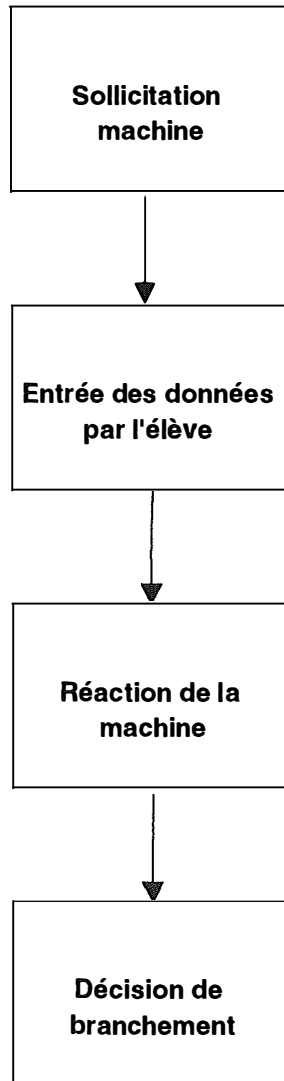 Sollicitation
machine
Entrée des données
par l'élève
Réaction de la
machine
Décision de
branchement